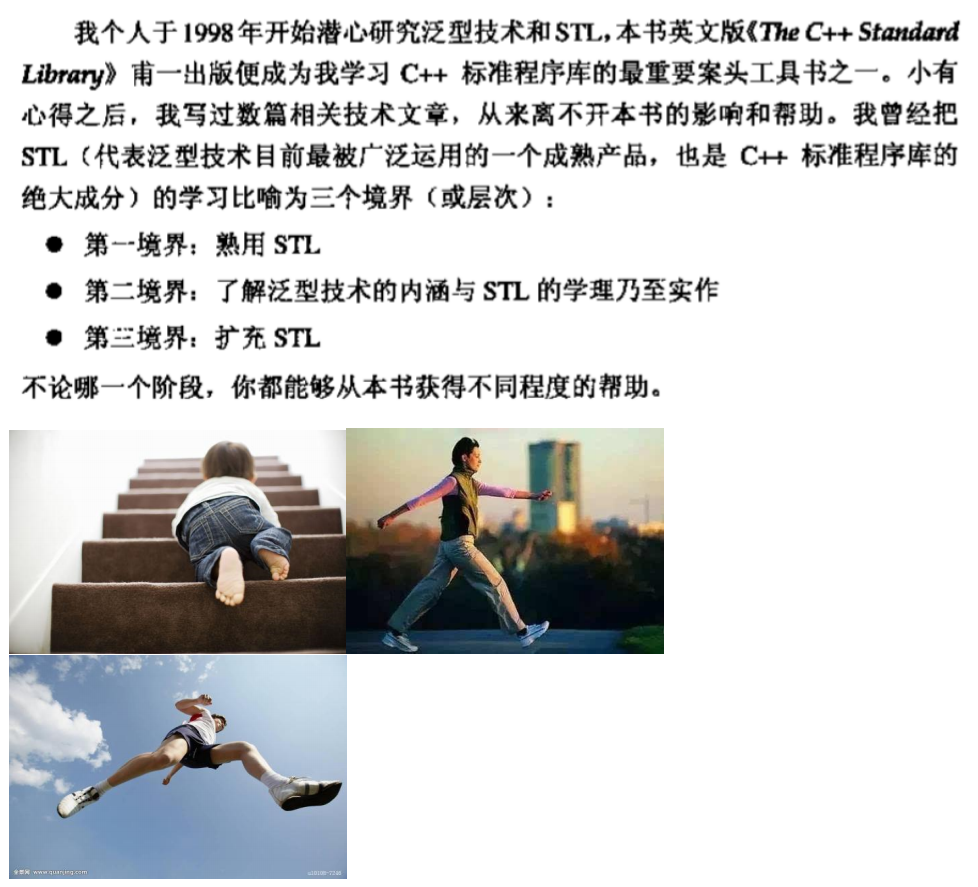 我个人于1998年开始潜心研究泛型技术和STL,本书英文版《The C++ Standard
Library》甫一出版便成为我学习 C++ 标准程序库的最重要案头工具书之一。小有
心得之后，我写过数篇相关技术文章，从来离不开本书的影响和帮助。我曾经把
STL（代表泛型技术目前最被广泛运用的一个成熟产品，也是 C++ 标准程序库的
绝大成分）的学习比喻为三个境界（或层次）：
● 第一境界：熟用 STL
● 第二境界：了解泛型技术的内涵与 STL 的学理乃至实作
● 第三境界：扩充 STL
不论哪一个阶段，你都能够从本书获得不同程度的帮助。
全景网 www.quanjing.com